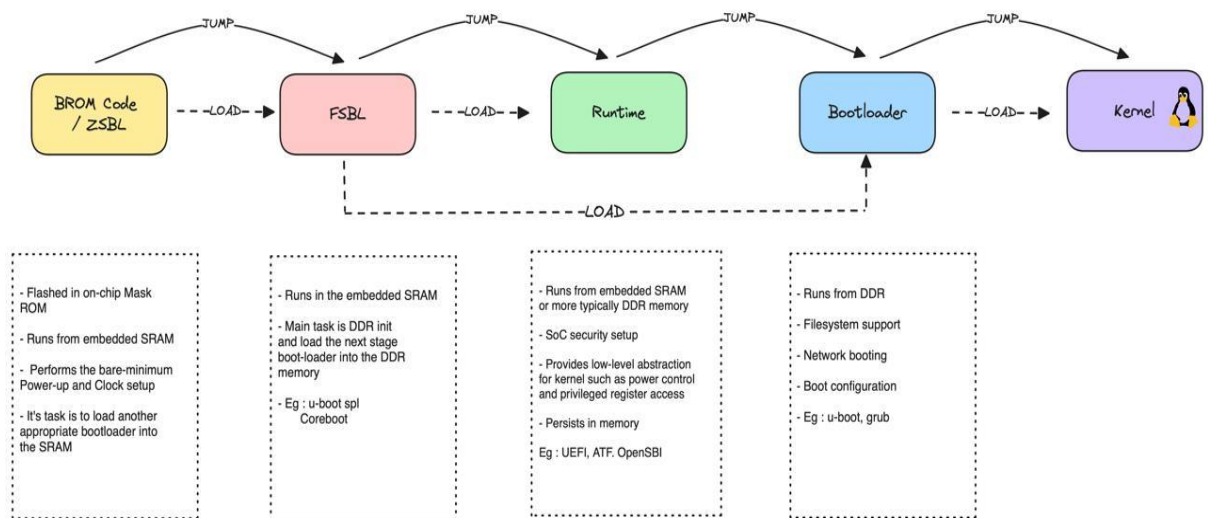 JUMP
JUMP
JUMP
JUMP
BROM Code
/ ZSBL
LOAD
FSBL
LOAD
Runtime
Bootloader
LOAD
Kernel
LOAD
- Flashed in on-chip Mask
ROM
- Runs from embedded SRAM
- Performs the bare-minimum
Power-up and Clock setup
- It's task is to load another
appropriate bootloader into
the SRAM
- Runs in the embedded SRAM
- Main task is DDR init
and load the next stage
boot-loader into the DDR
memory
- Eg : u-boot spl
Coreboot
- Runs from embedded SRAM
or more typically DDR memory
- SoC security setup
- Provides low-level abstraction
for kernel such as power control
and privileged register access
- Persists in memory
Eg : UEFI, ATF. OpenSBI
- Runs from DDR
- Filesystem support
- Network booting
- Boot configuration
- Eg : u-boot, grub